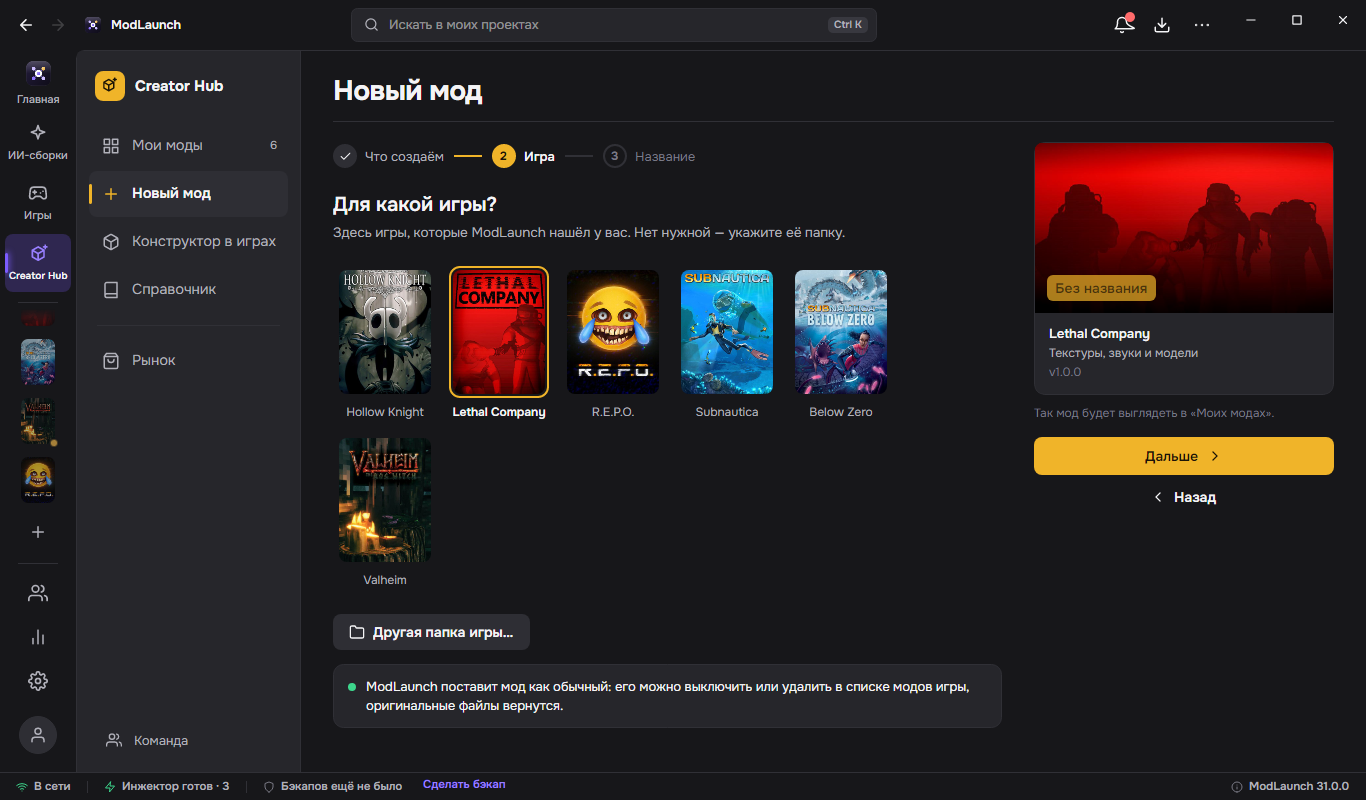 ModLaunch
Искать в моих проектах
Ctrl K
Главная
ИИ-сборки
Игры
Creator Hub
Creator Hub
Мои моды 6
Новый мод
Конструктор в играх
Справочник
Рынок
Команда
Новый мод
Что создаём
2 Игра
3 Название
Для какой игры?
Здесь игры, которые ModLaunch нашёл у вас. Нет нужной — укажите её папку.
HOLLOW KNIGHT
LETHAL
COMPANY
R.E.P.O.
SUBNAUTICA
SUBNAUTICA
BELOW ZERO
Hollow Knight
Lethal Company
R.E.P.O.
Subnautica
Below Zero
VALHEIM
Valheim
Другая папка игры...
ModLaunch поставит мод как обычный: его можно выключить или удалить в списке модов игры,
оригинальные файлы вернутся.
Без названия
Lethal Company
Текстуры, звуки и модели
v1.0.0
Так мод будет выглядеть в «Моих модах».
Дальше
Назад
В сети
Инжектор готов · 3
Бэкапов ещё не было
Сделать бэкап
ModLaunch 31.0.0